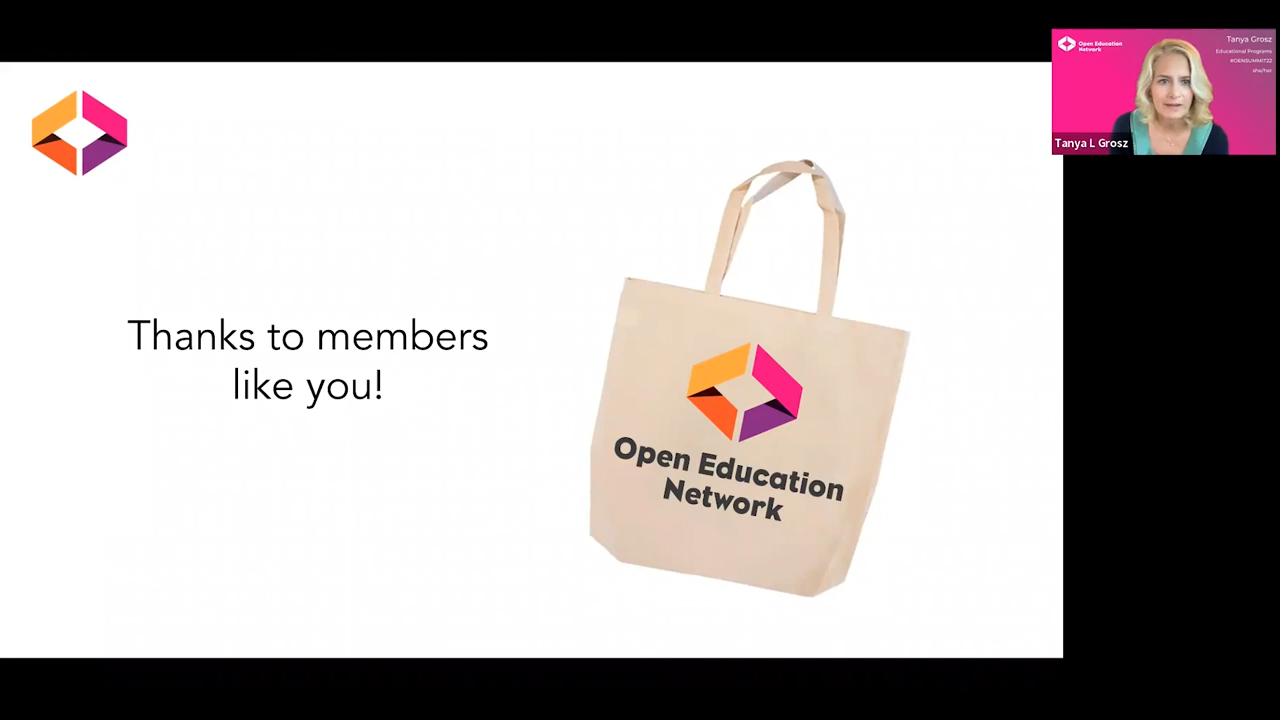 Thanks to members
like you!
Open Education
Network
Open Education
Network
Tanya Grosz
Educational Programs
#OENSUMMIT22
she/her
Tanya L Grosz